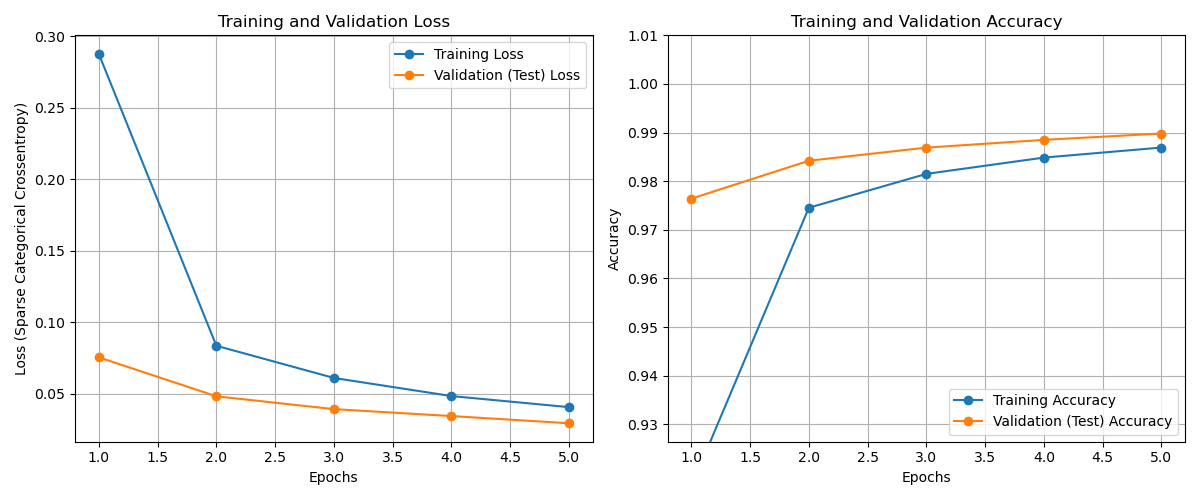 Training and Validation Loss
Training Loss
Validation (Test) Loss
Loss (Sparse Categorical Crossentropy)
0.30
0.25
0.20
0.15
0.10
0.05
1.0 1.5 2.0 2.5 3.0 3.5 4.0 4.5 5.0
Epochs
Training and Validation Accuracy
Accuracy
1.01
1.00
0.99
0.98
0.97
0.96
0.95
0.94
0.93
Training Accuracy
Validation (Test) Accuracy
1.0 1.5 2.0 2.5 3.0 3.5 4.0 4.5 5.0
Epochs